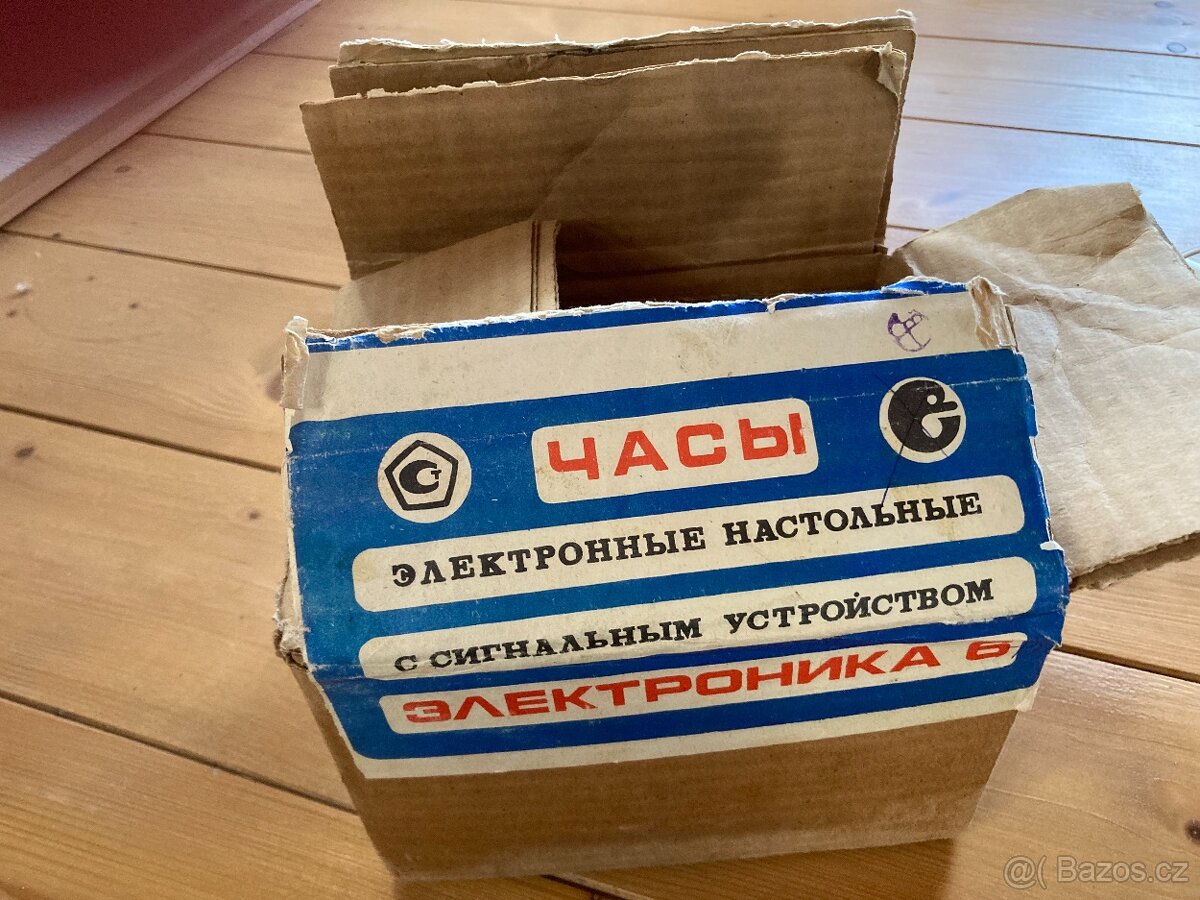 ЧАСЫ
ЭЛЕКТРОННЫЕ НАСТОЛЬНЫЕ
С СИГНАЛЬНЫМ УСТРОЙСТВОМ
ЭЛЕКТРОНИКА 6
@( Bazos.cz